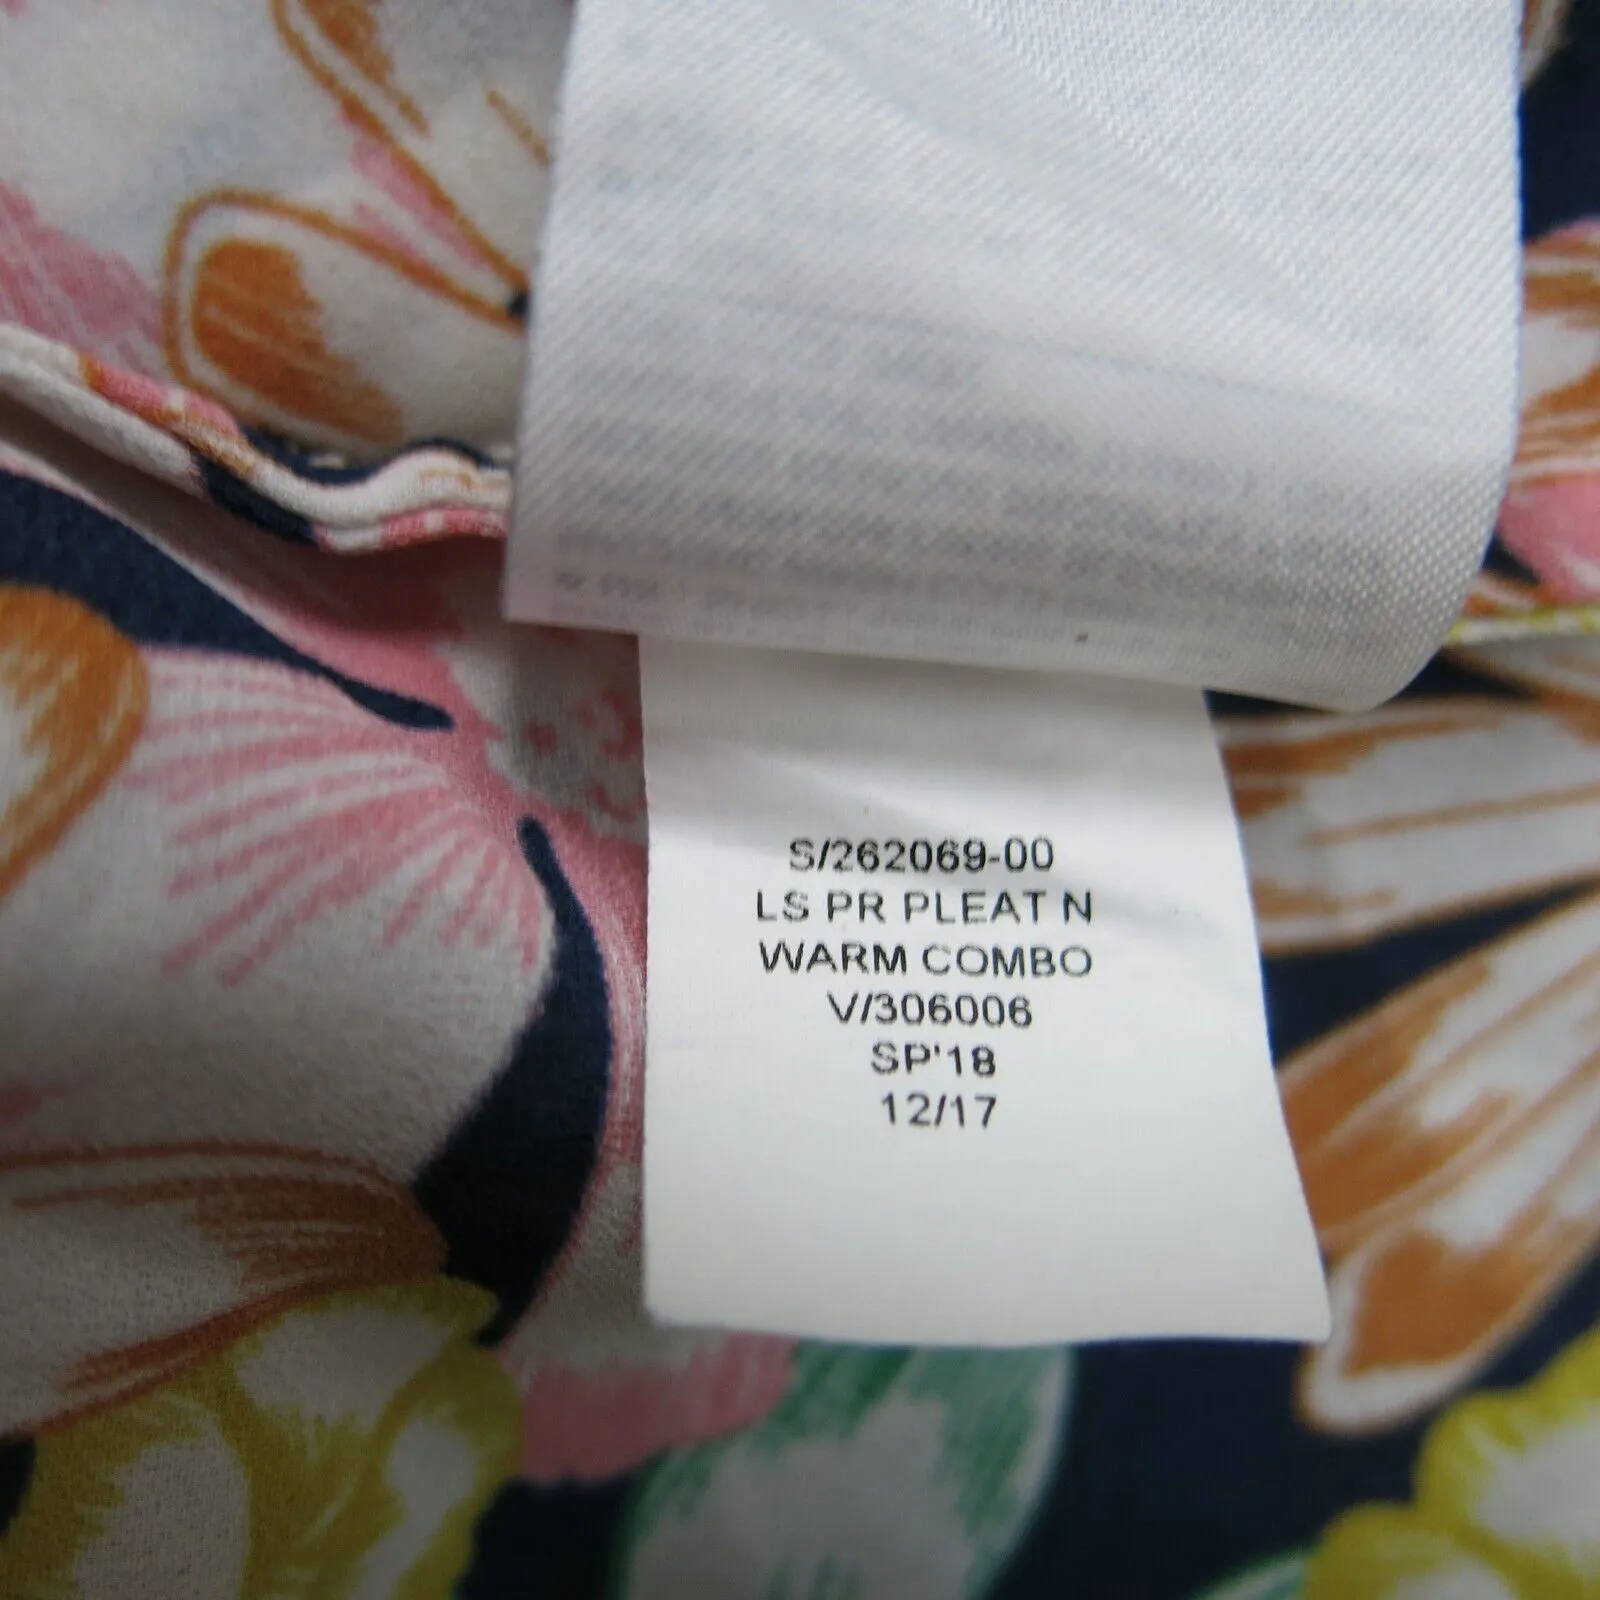 S/262069-00
LS PR PLEAT N
WARM COMBO
V/306006
SP'18
12/17